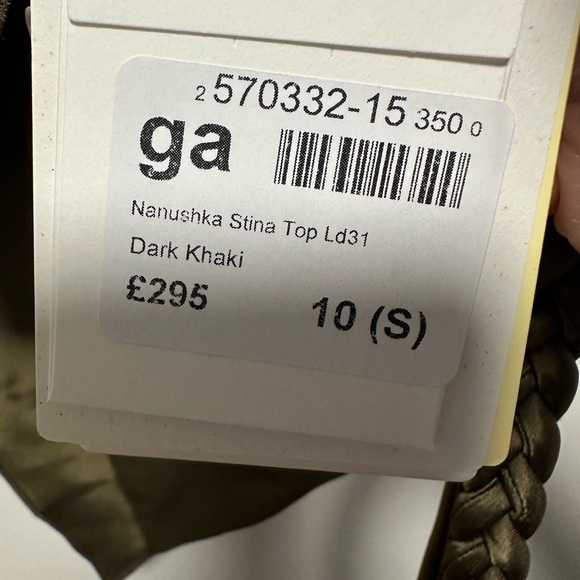 2 570332-15 350 0
ga
Nanushka Stina Top Ld31
Dark Khaki
£295 10 (S)